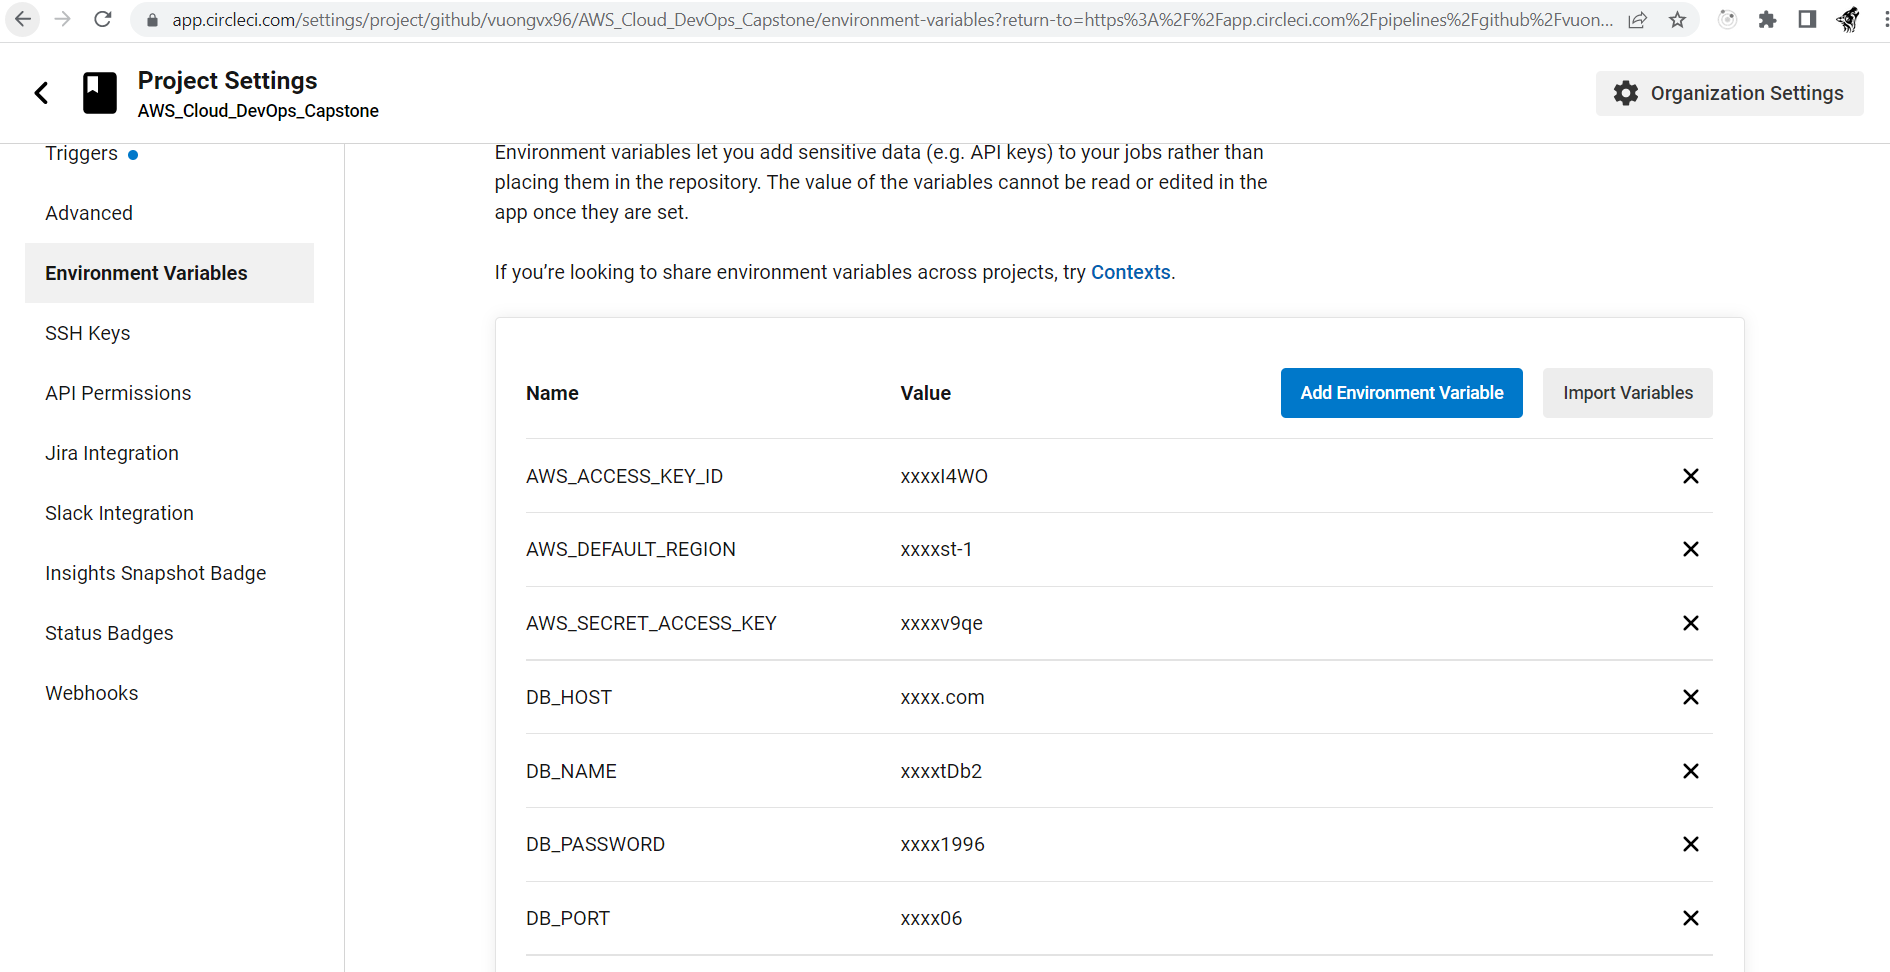 app.circleci.com/settings/project/github/vuongvx96/AWS_Cloud_DevOps_Capstone/environment-variables?return-to=https%3A%2F%2Fapp.circleci.com%2Fpipelines%2Fgithub%2Fvuon...
Project Settings
AWS_Cloud_DevOps_Capstone
Organization Settings
Triggers
Advanced
Environment Variables
SSH Keys
API Permissions
Jira Integration
Slack Integration
Insights Snapshot Badge
Status Badges
Webhooks
Environment variables let you add sensitive data (e.g. API keys) to your jobs rather than
placing them in the repository. The value of the variables cannot be read or edited in the
app once they are set.
If you’re looking to share environment variables across projects, try Contexts.
Name Value Add Environment Variable Import Variables
AWS_ACCESS_KEY_ID xxxxI4WO
AWS_DEFAULT_REGION xxxxst-1
AWS_SECRET_ACCESS_KEY xxxxv9qe
DB_HOST xxxx.com
DB_NAME xxxxtDb2
DB_PASSWORD xxxx1996
DB_PORT xxxx06